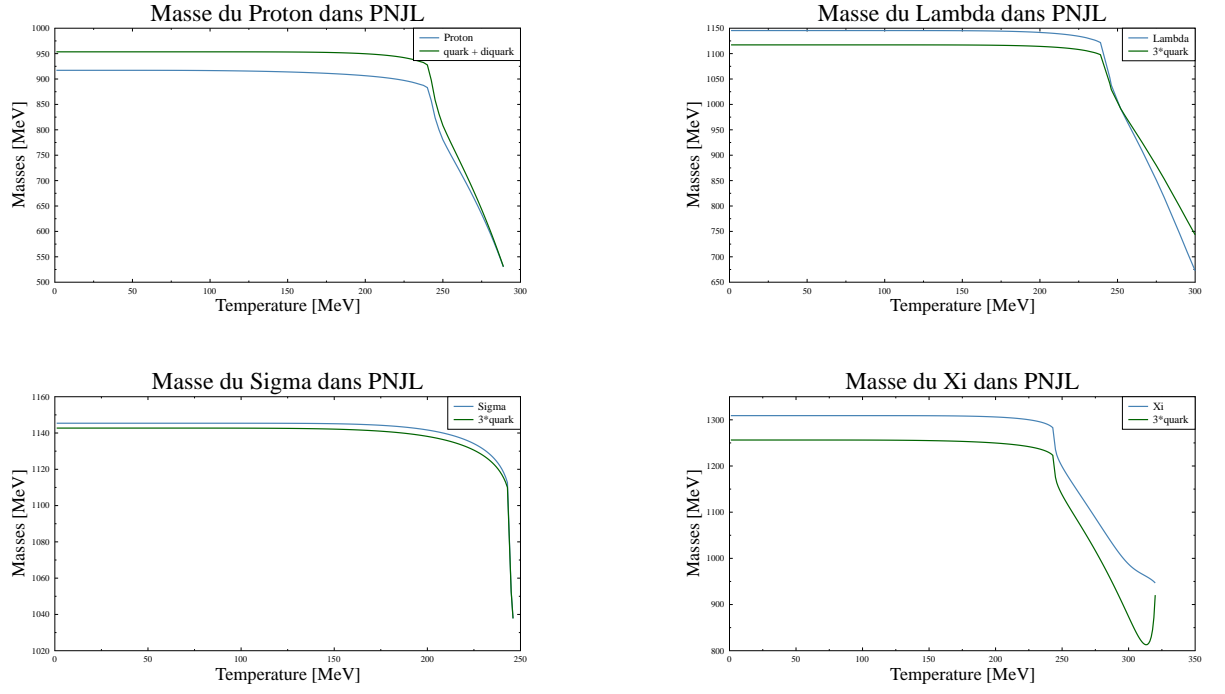 Masse du Proton dans PNJL
Proton
quark + diquark
Masses [MeV]
1000
950
900
850
800
750
700
650
600
550
500
0 50 100 150 200 250 300
Temperature [MeV]
Masse du Lambda dans PNJL
Lambda
3*quark
Masses [MeV]
1150
1100
1050
1000
950
900
850
800
750
700
650
0 50 100 150 200 250 300
Temperature [MeV]
Masse du Sigma dans PNJL
Sigma
3*quark
Masses [MeV]
1160
1140
1120
1100
1080
1060
1040
1020
0 50 100 150 200 250
Temperature [MeV]
Masse du Xi dans PNJL
Xi
3*quark
Masses [MeV]
1300
1200
1100
1000
900
800
0 50 100 150 200 250 300 350
Temperature [MeV]